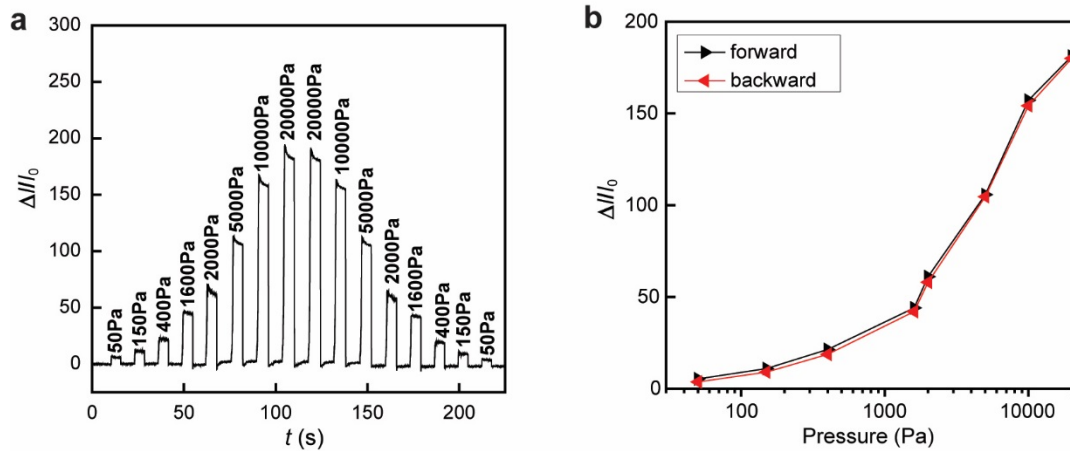 a
300
250
200
150
100
50
0
ΔI/I₀
50Pa
150Pa
400Pa
1600Pa
2000Pa
5000Pa
10000Pa
20000Pa
20000Pa
10000Pa
5000Pa
2000Pa
1600Pa
400Pa
150Pa
50Pa
0 50 100 150 200
t (s)
b
200
150
100
50
0
ΔI/I₀
forward
backward
100 1000 10000
Pressure (Pa)